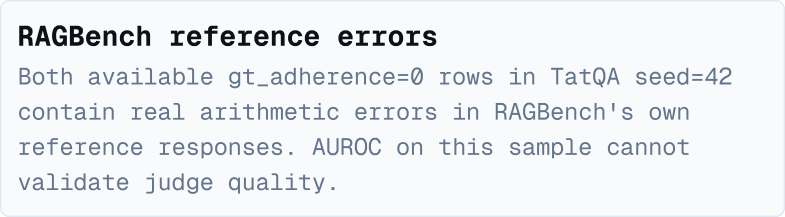 RAGBench reference errors
Both available gt_adherence=0 rows in TatQA seed=42
contain real arithmetic errors in RAGBench's own
reference responses. AUROC on this sample cannot
validate judge quality.